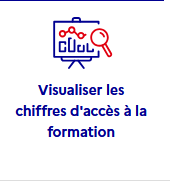 Visualiser les
chiffres d'accès à la
formation